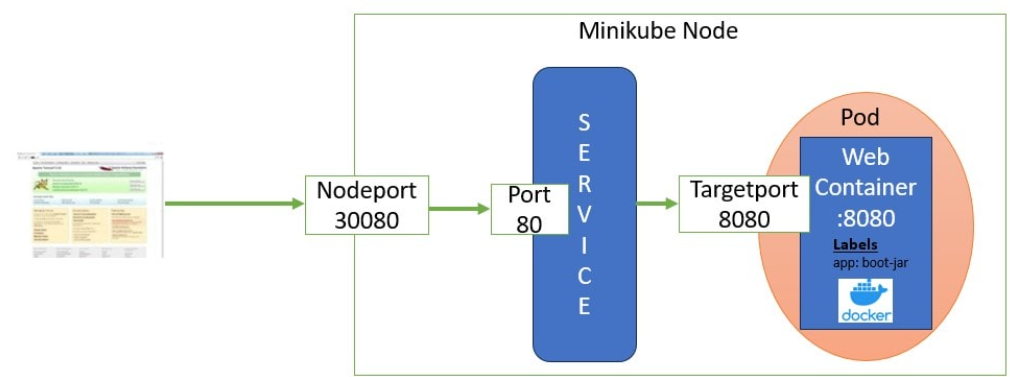 Minikube Node
Nodeport
30080
Port
80
S
E
R
V
I
C
E
Targetport
8080
Pod
Web
Container
:8080
Labels
app: boot-jar
docker